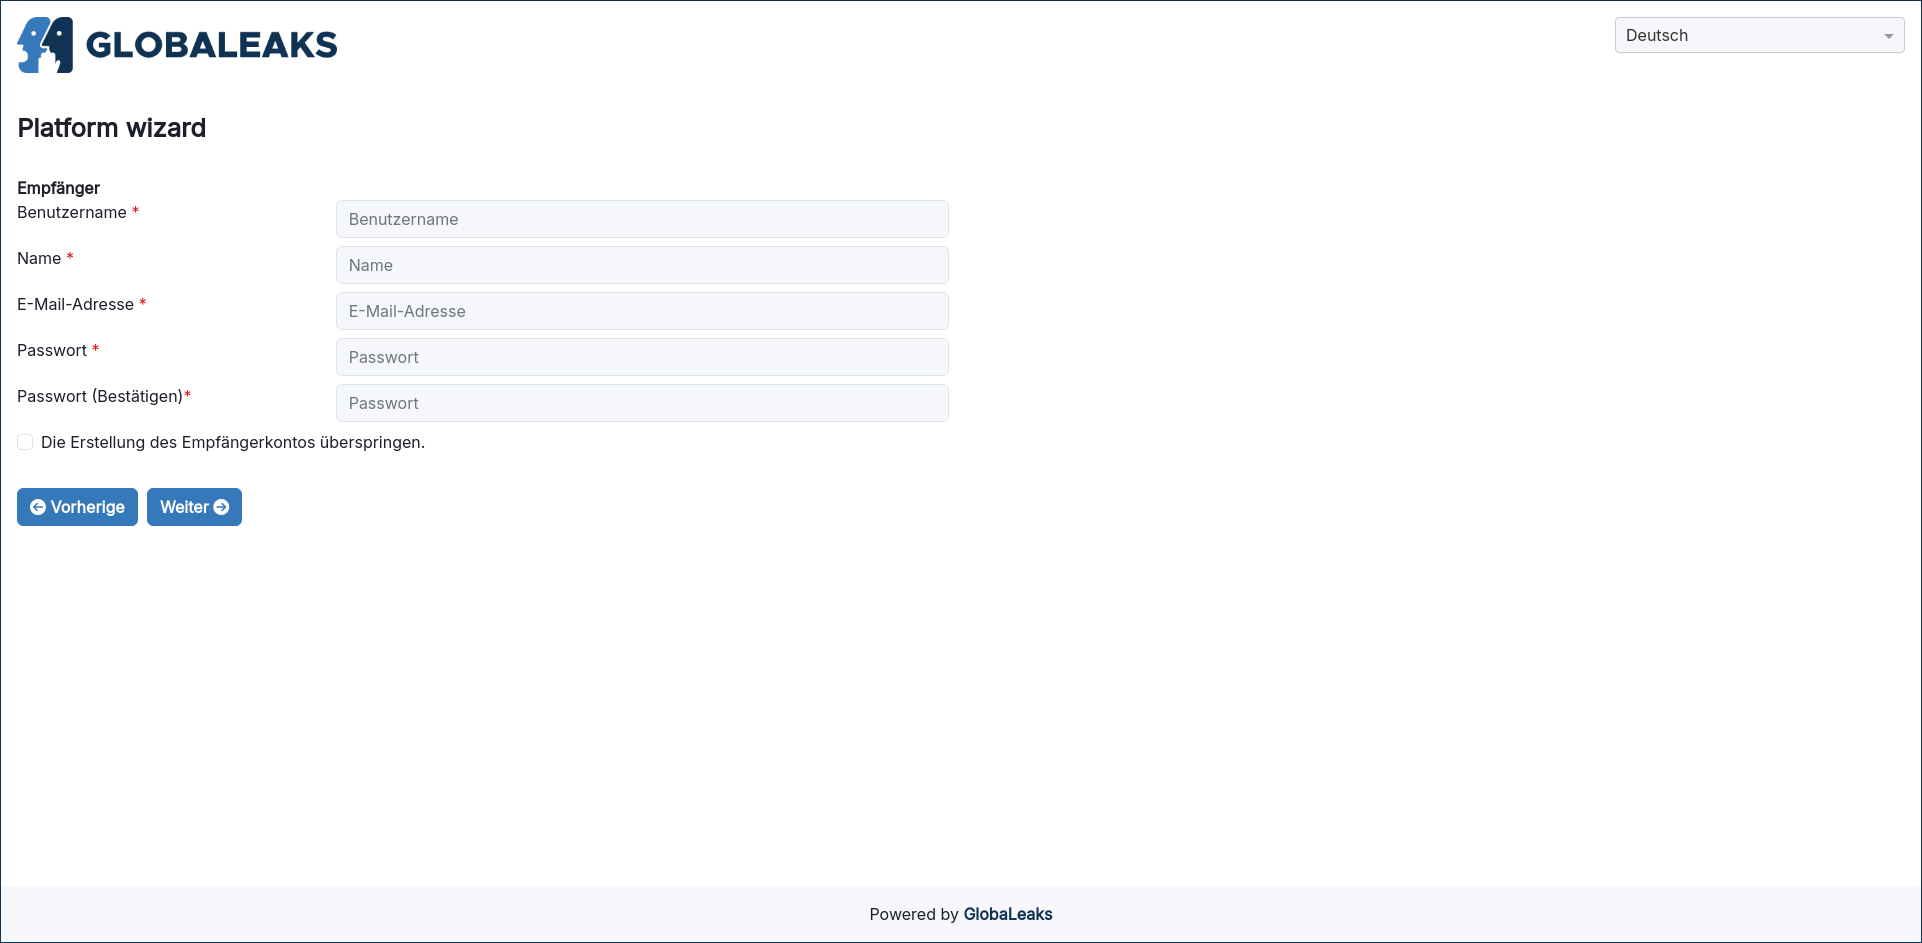 GLOBALEAKS
Deutsch
Platform wizard
Empfänger
Benutzername *
Benutzername
Name *
Name
E-Mail-Adresse *
E-Mail-Adresse
Passwort *
Passwort
Passwort (Bestätigen)*
Passwort
Die Erstellung des Empfängerkontos überspringen.
Vorherige
Weiter
Powered by GlobaLeaks